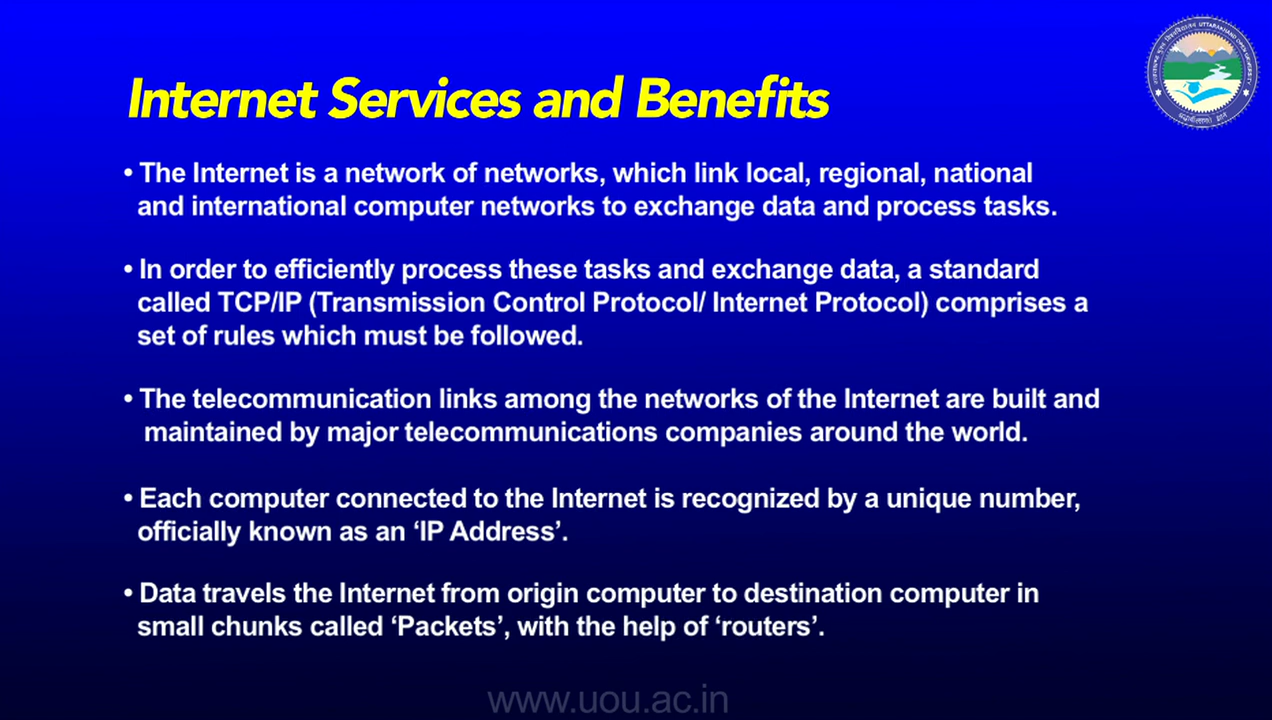 Internet Services and Benefits
• The Internet is a network of networks, which link local, regional, national
and international computer networks to exchange data and process tasks.
• In order to efficiently process these tasks and exchange data, a standard
called TCP/IP (Transmission Control Protocol/ Internet Protocol) comprises a
set of rules which must be followed.
• The telecommunication links among the networks of the Internet are built and
maintained by major telecommunications companies around the world.
• Each computer connected to the Internet is recognized by a unique number,
officially known as an ‘IP Address’.
• Data travels the Internet from origin computer to destination computer in
small chunks called ‘Packets’, with the help of ‘routers’.
www.uou.ac.in
UTTARAKHAND OPEN UNIVERSITY